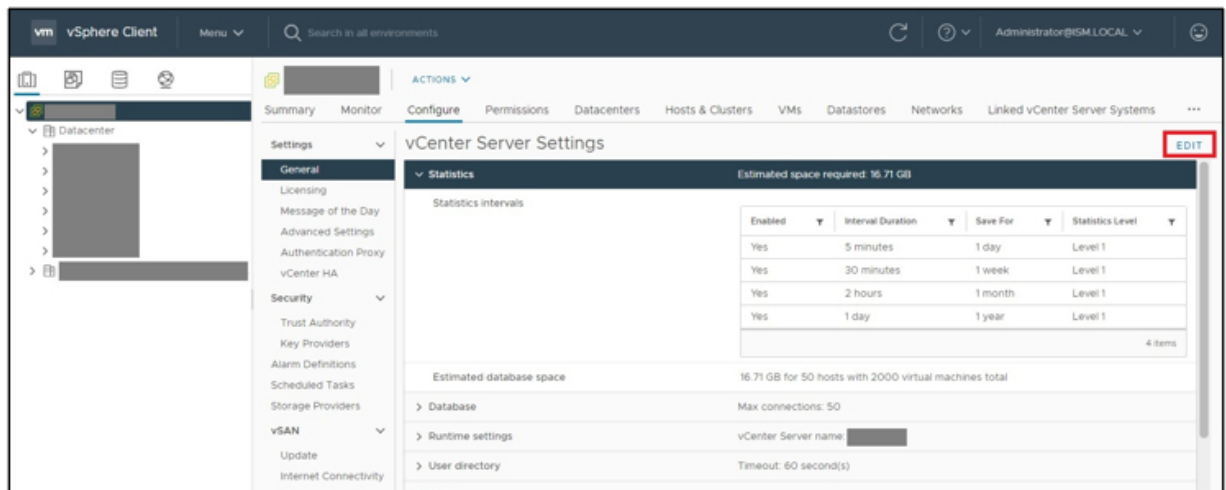 vm vSphere Client Menu Search in all environments Administrator@ISM.LOCAL
ACTIONS
Summary Monitor Configure Permissions Datacenters Hosts & Clusters VMs Datastores Networks Linked vCenter Server Systems ...
Datacenter
Settings
General
Licensing
Message of the Day
Advanced Settings
Authentication Proxy
vCenter HA
Security
Trust Authority
Key Providers
Alarm Definitions
Scheduled Tasks
Storage Providers
vSAN
Update
Internet Connectivity
vCenter Server Settings EDIT
Statistics Estimated space required: 16.71 GB
Statistics intervals
Enabled Interval Duration Save For Statistics Level
Yes 5 minutes 1 day Level 1
Yes 30 minutes 1 week Level 1
Yes 2 hours 1 month Level 1
Yes 1 day 1 year Level 1
4 items
Estimated database space 16.71 GB for 50 hosts with 2000 virtual machines total
Database Max connections: 50
Runtime settings vCenter Server name:
User directory Timeout: 60 second(s)